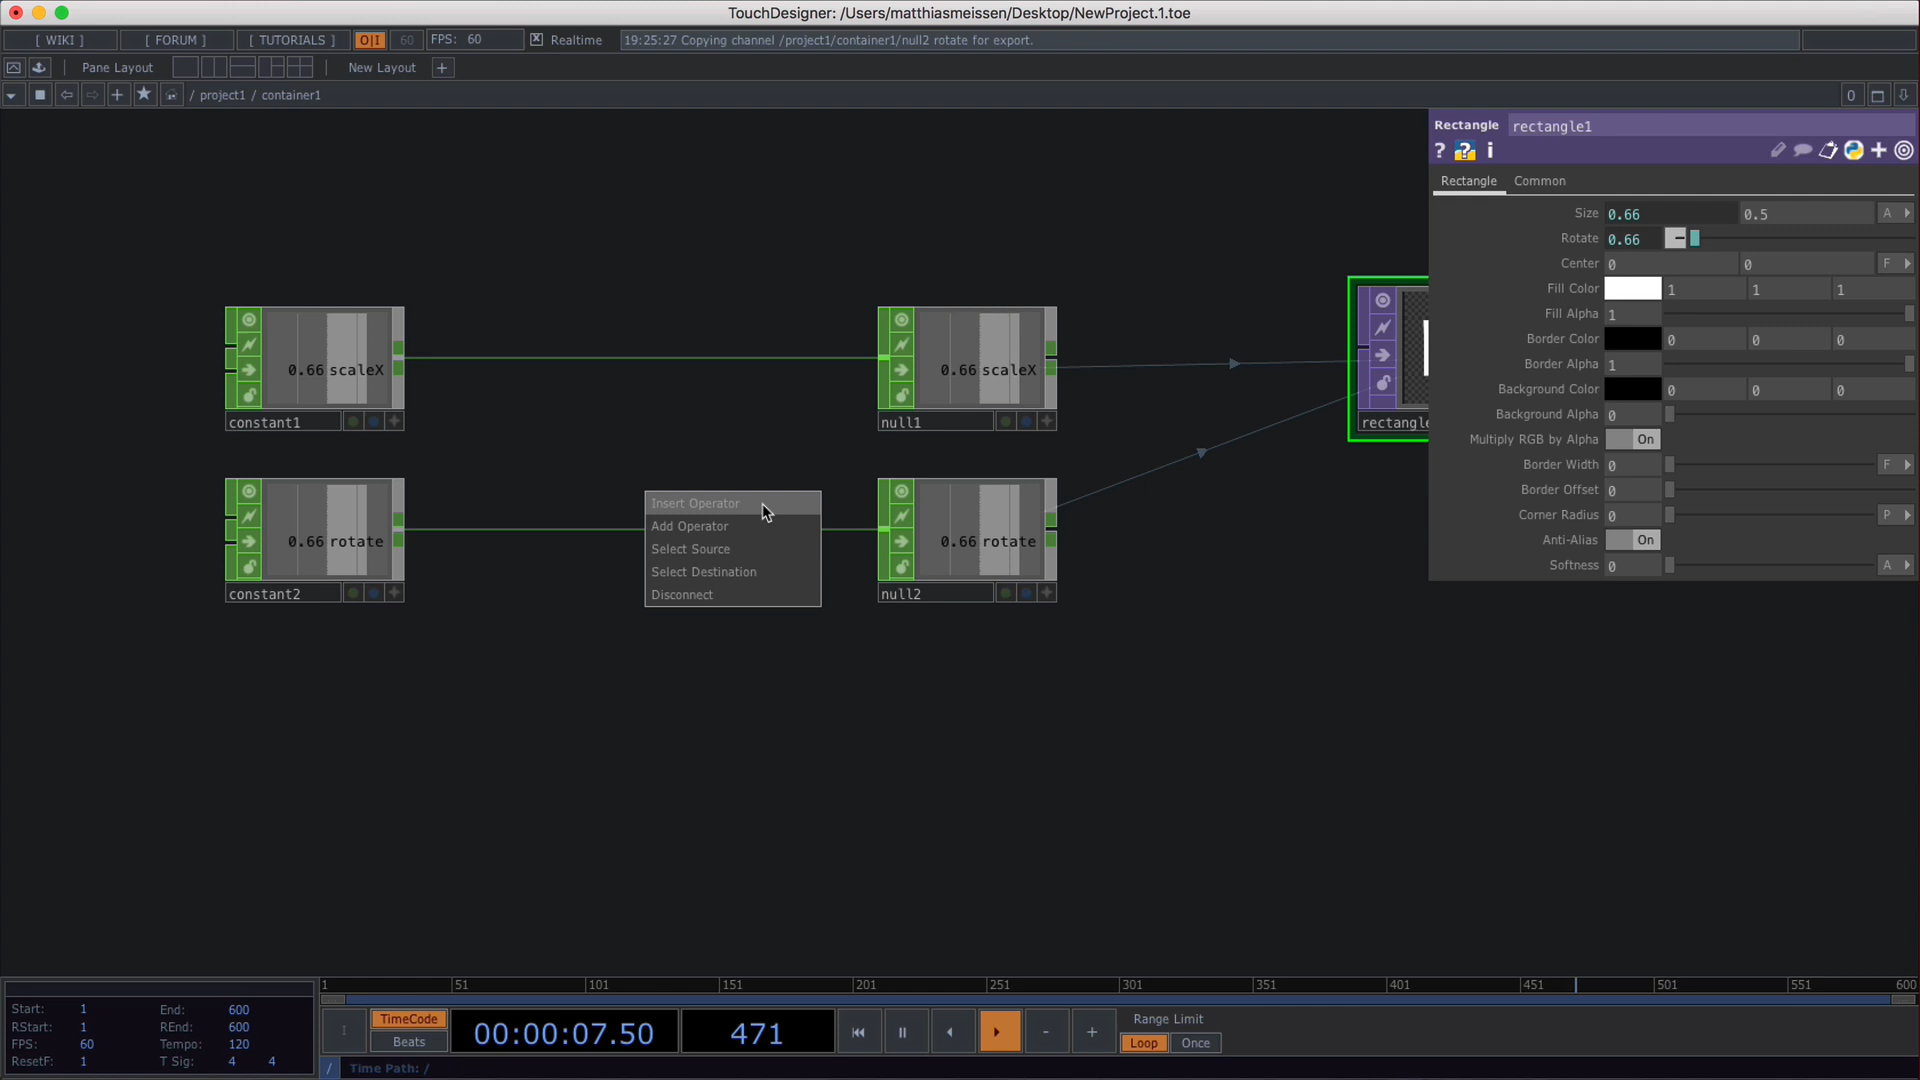 TouchDesigner: /Users/matthiasmeissen/Desktop/NewProject.1.toe
[ WIKI ] [ FORUM ] [ TUTORIALS ] O|I 60 FPS: 60 Realtime 19:25:27 Copying channel /project1/container1/null2 rotate for export.
Pane Layout New Layout +
/ project1 / container1 0
Rectangle rectangle1
? ? i
Rectangle Common
Size 0.66 0.5 A
Rotate 0.66
Center 0 0 F
Fill Color 1 1 1
Fill Alpha 1
Border Color 0 0 0
Border Alpha 1
Background Color 0 0 0
Background Alpha 0
Multiply RGB by Alpha On
Border Width 0 F
Border Offset 0
Corner Radius 0 P
Anti-Alias On
Softness 0 A
0.66 scaleX
constant1
0.66 scaleX
null1
rectangle
0.66 rotate
constant2
Insert Operator
Add Operator
Select Source
Select Destination
Disconnect
0.66 rotate
null2
1 51 101 151 201 251 301 351 401 451 501 551 600
Start: 1 End: 600
RStart: 1 REnd: 600
FPS: 60 Tempo: 120
ResetF: 1 T Sig: 4 4
I TimeCode
Beats
00:00:07.50 471
- +
Range Limit
Loop Once
/ Time Path: /